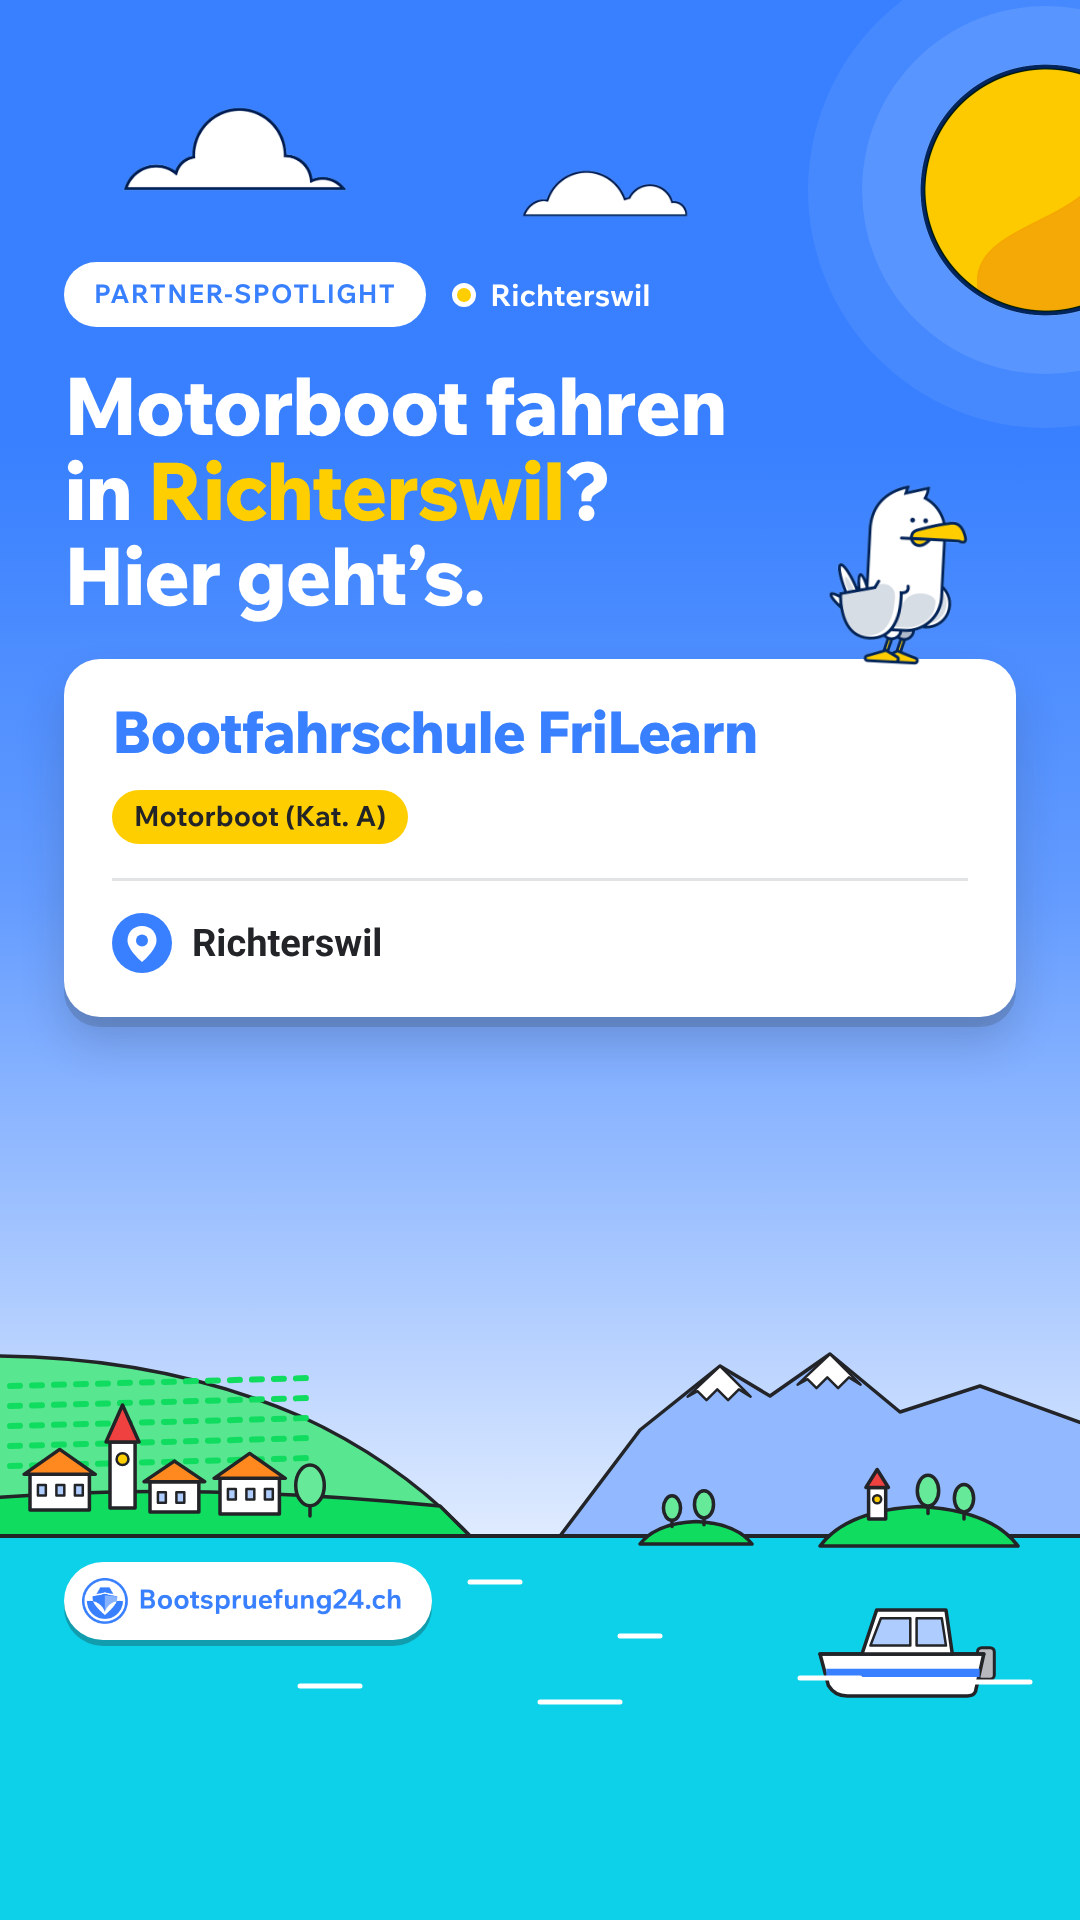 PARTNER-SPOTLIGHT
Richterswil
Motorboot fahren
in Richterswil?
Hier geht’s.
Bootfahrschule FriLearn
Motorboot (Kat. A)
Richterswil
Bootspruefung24.ch